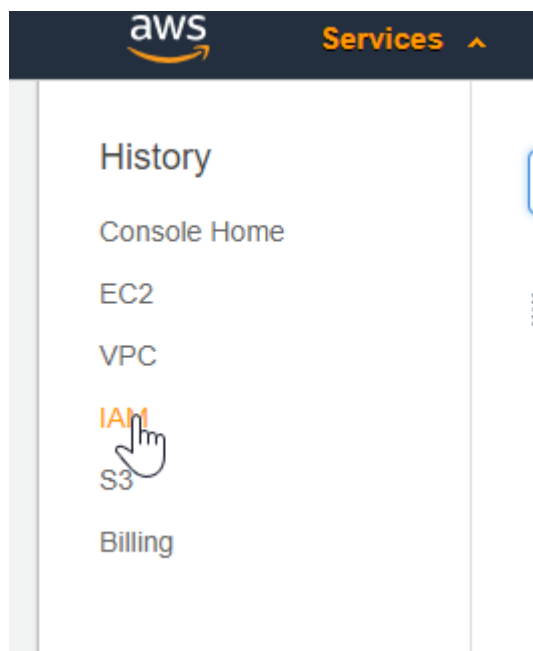 aws
Services
History
Console Home
EC2
VPC
IAM
S3
Billing